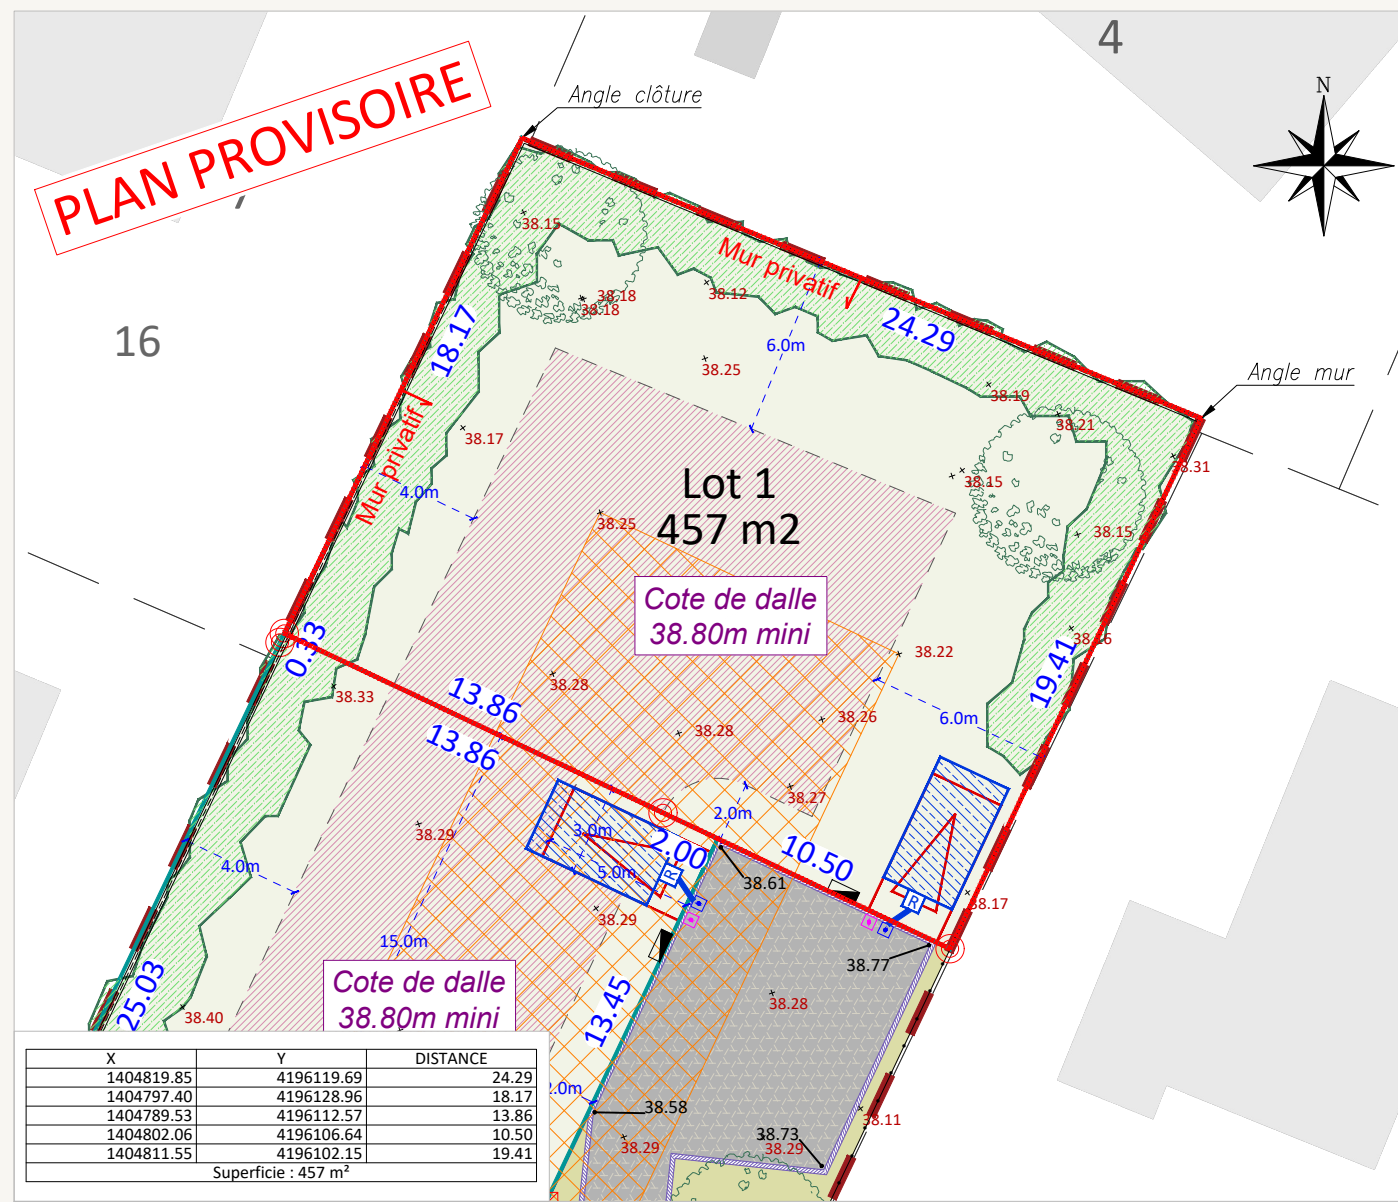 4
N
Angle clôture
PLAN PROVISOIRE
38.15
Mur privatif
38.18
38.18
38.12
16
18.17
24.29
6.0m
38.25
Angle mur
38.19
38.21
38.17
Mur privatif
4.0m
38.31
38.15
Lot 1
457 m2
38.25
38.15
Cote de dalle
38.80m mini
0.33
38.16
38.22
19.41
38.33
38.28
13.86
13.86
38.28
38.26
6.0m
38.27
2.0m
38.29
3.0m
2.00
10.50
4.0m
5.0m
R
38.61
R
38.17
38.29
15.0m
38.77
Cote de dalle
38.80m mini
25.03
38.40
13.45
38.28
X Y DISTANCE
1404819.85 4196119.69 24.29
1404797.40 4196128.96 18.17
1404789.53 4196112.57 13.86
1404802.06 4196106.64 10.50
1404811.55 4196102.15 19.41
Superficie : 457 m²
.0m
38.58
38.11
38.73
38.29
38.29